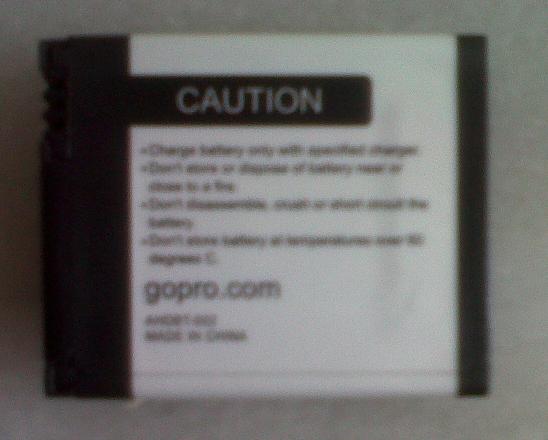 CAUTION
•Charge battery only with specified charger.
•Don't store or dispose of battery near or
close to a fire.
•Don't disassemble, crush or short circuit the
battery.
•Don't store battery at temperatures over 60
degrees C.
gopro.com
AHDBT-002
MADE IN CHINA